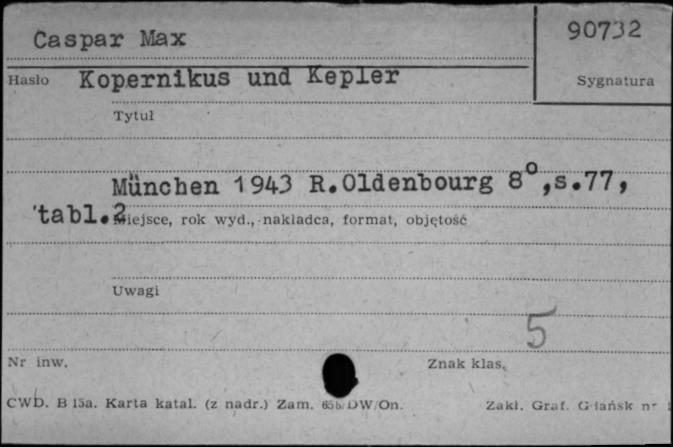 Caspar Max 90732
Hasło Kopernikus und Kepler Sygnatura
Tytuł
München 1943 R.Oldenbourg 8°,s.77,
tabl.2
Miejsce, rok wyd., nakładca, format, objętość
Uwagi
5
Nr inw. Znak klas.
CWD. B 15a. Karta katal. (z nadr.) Zam. 65b/DW/On. Zakł. Graf. Gdańsk nr